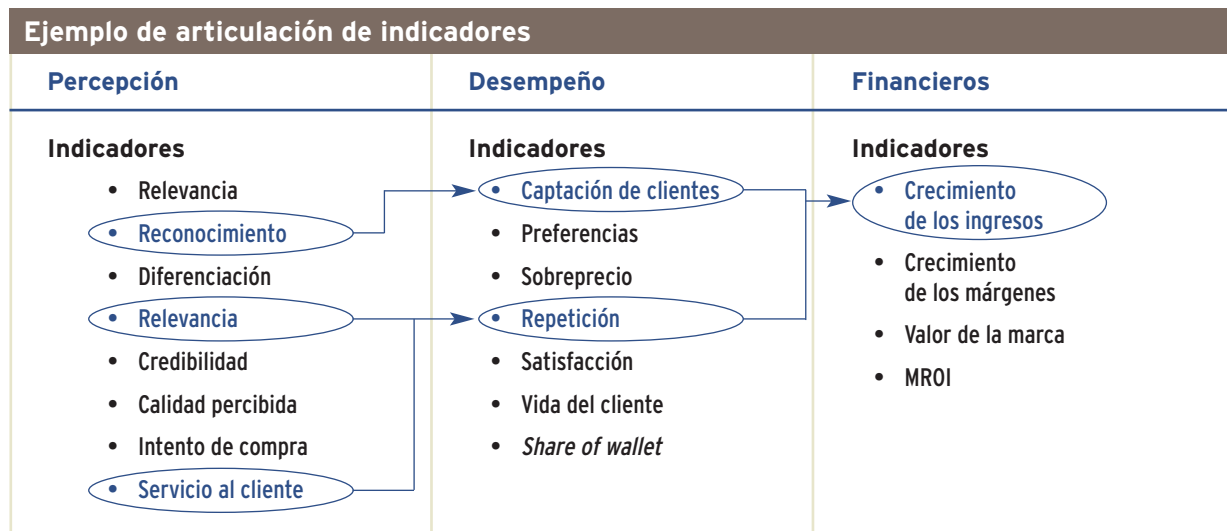 Ejemplo de articulación de indicadores
Percepción
Indicadores
• Relevancia
• Reconocimiento
• Diferenciación
• Relevancia
• Credibilidad
• Calidad percibida
• Intento de compra
• Servicio al cliente
Desempeño
Indicadores
• Captación de clientes
• Preferencias
• Sobreprecio
• Repetición
• Satisfacción
• Vida del cliente
• Share of wallet
Financieros
Indicadores
• Crecimiento
de los ingresos
• Crecimiento
de los márgenes
• Valor de la marca
• MROI